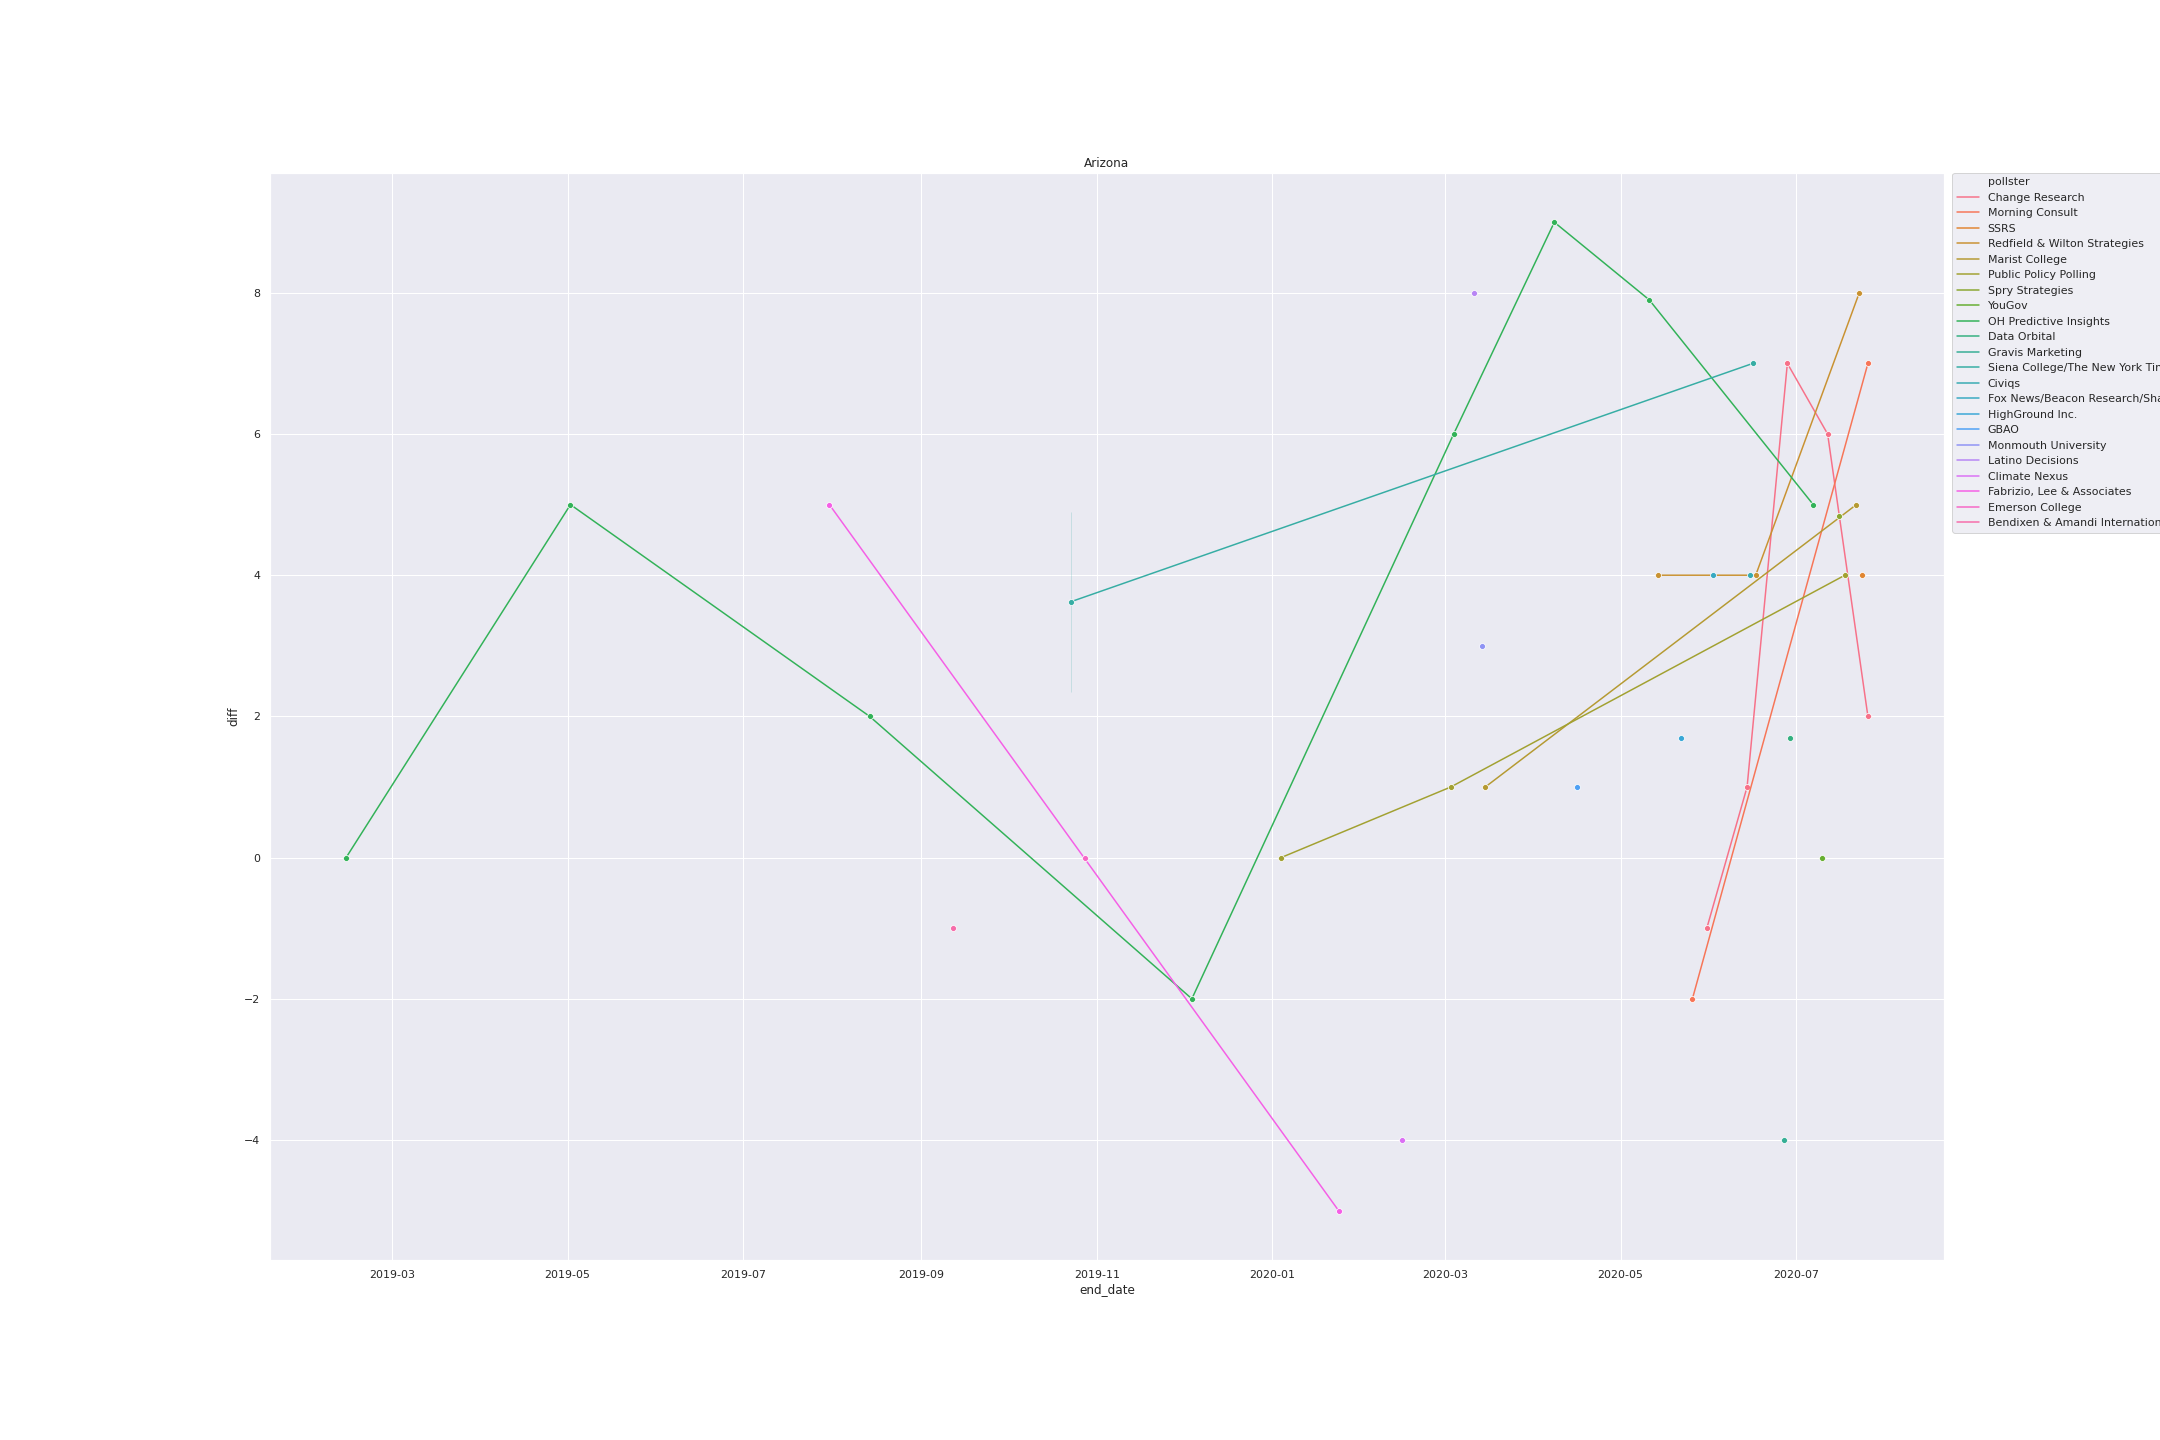 Arizona
pollster
Change Research
Morning Consult
SSRS
Redfield & Wilton Strategies
Marist College
Public Policy Polling
Spry Strategies
YouGov
OH Predictive Insights
Data Orbital
Gravis Marketing
Siena College/The New York Tir
Civiqs
Fox News/Beacon Research/Sha
HighGround Inc.
GBAO
Monmouth University
Latino Decisions
Climate Nexus
Fabrizio, Lee & Associates
Emerson College
Bendixen & Amandi Internation
8
6
4
2
0
−2
−4
diff
2019-03 2019-05 2019-07 2019-09 2019-11 2020-01 2020-03 2020-05 2020-07
end_date